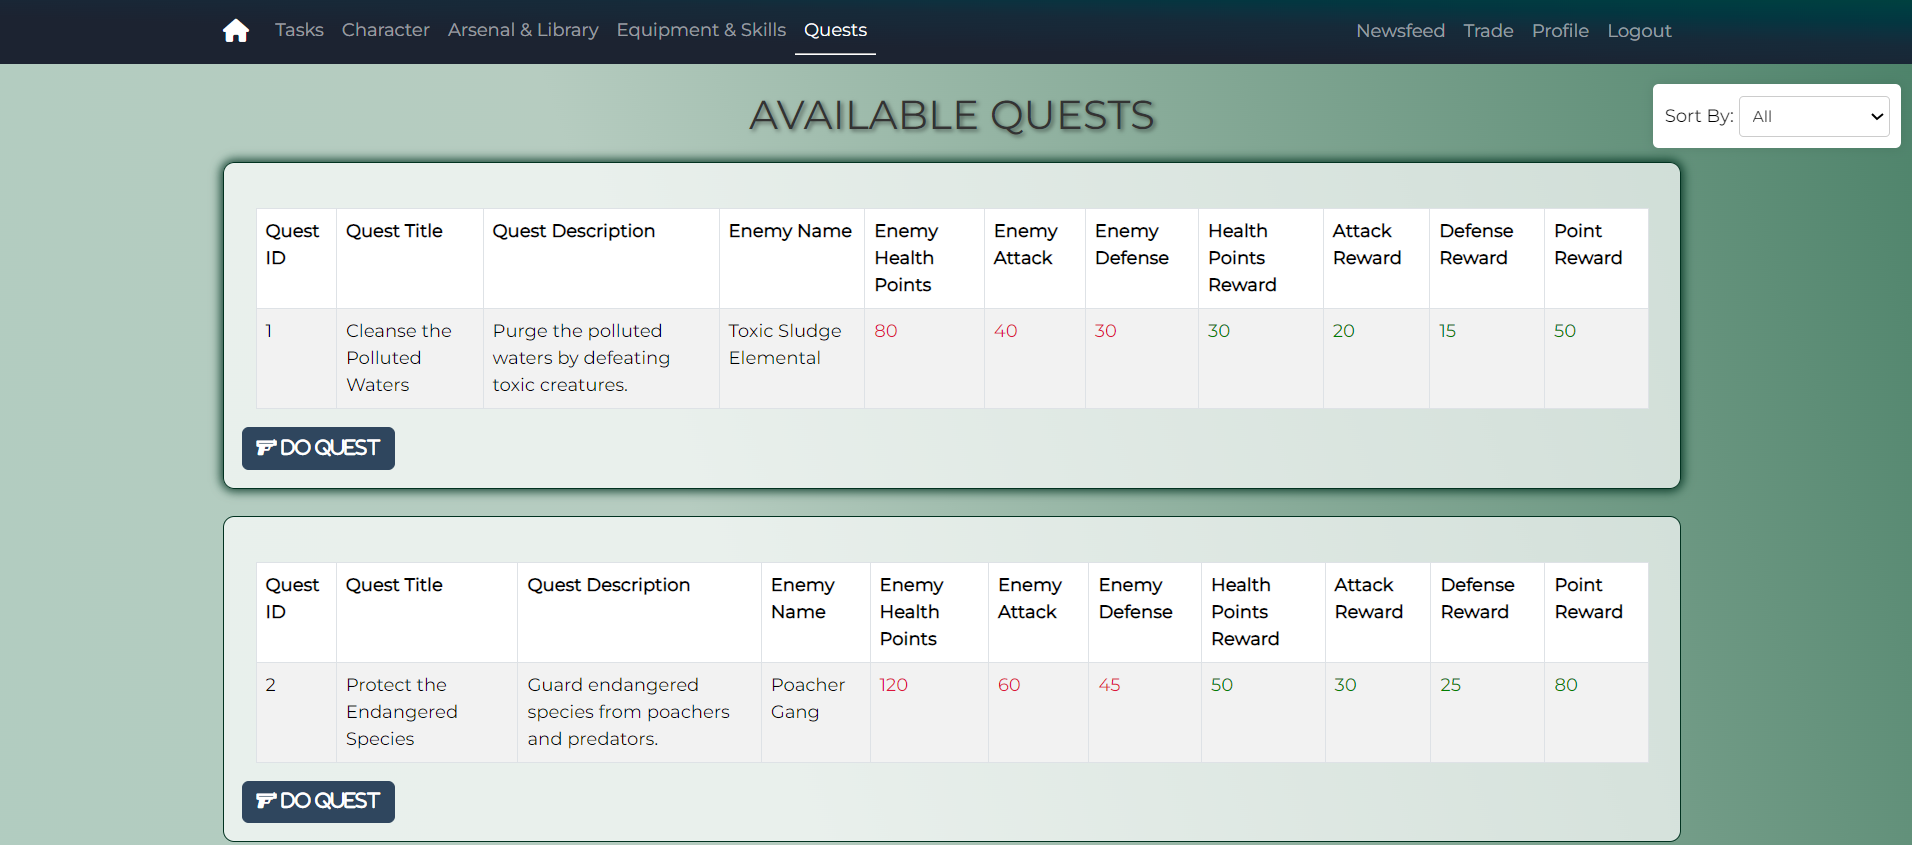 Tasks Character Arsenal & Library Equipment & Skills Quests Newsfeed Trade Profile Logout
AVAILABLE QUESTS
Sort By: All
Quest ID Quest Title Quest Description Enemy Name Enemy Health Points Enemy Attack Enemy Defense Health Points Reward Attack Reward Defense Reward Point Reward
1 Cleanse the Polluted Waters Purge the polluted waters by defeating toxic creatures. Toxic Sludge Elemental 80 40 30 30 20 15 50
DO QUEST
Quest ID Quest Title Quest Description Enemy Name Enemy Health Points Enemy Attack Enemy Defense Health Points Reward Attack Reward Defense Reward Point Reward
2 Protect the Endangered Species Guard endangered species from poachers and predators. Poacher Gang 120 60 45 50 30 25 80
DO QUEST